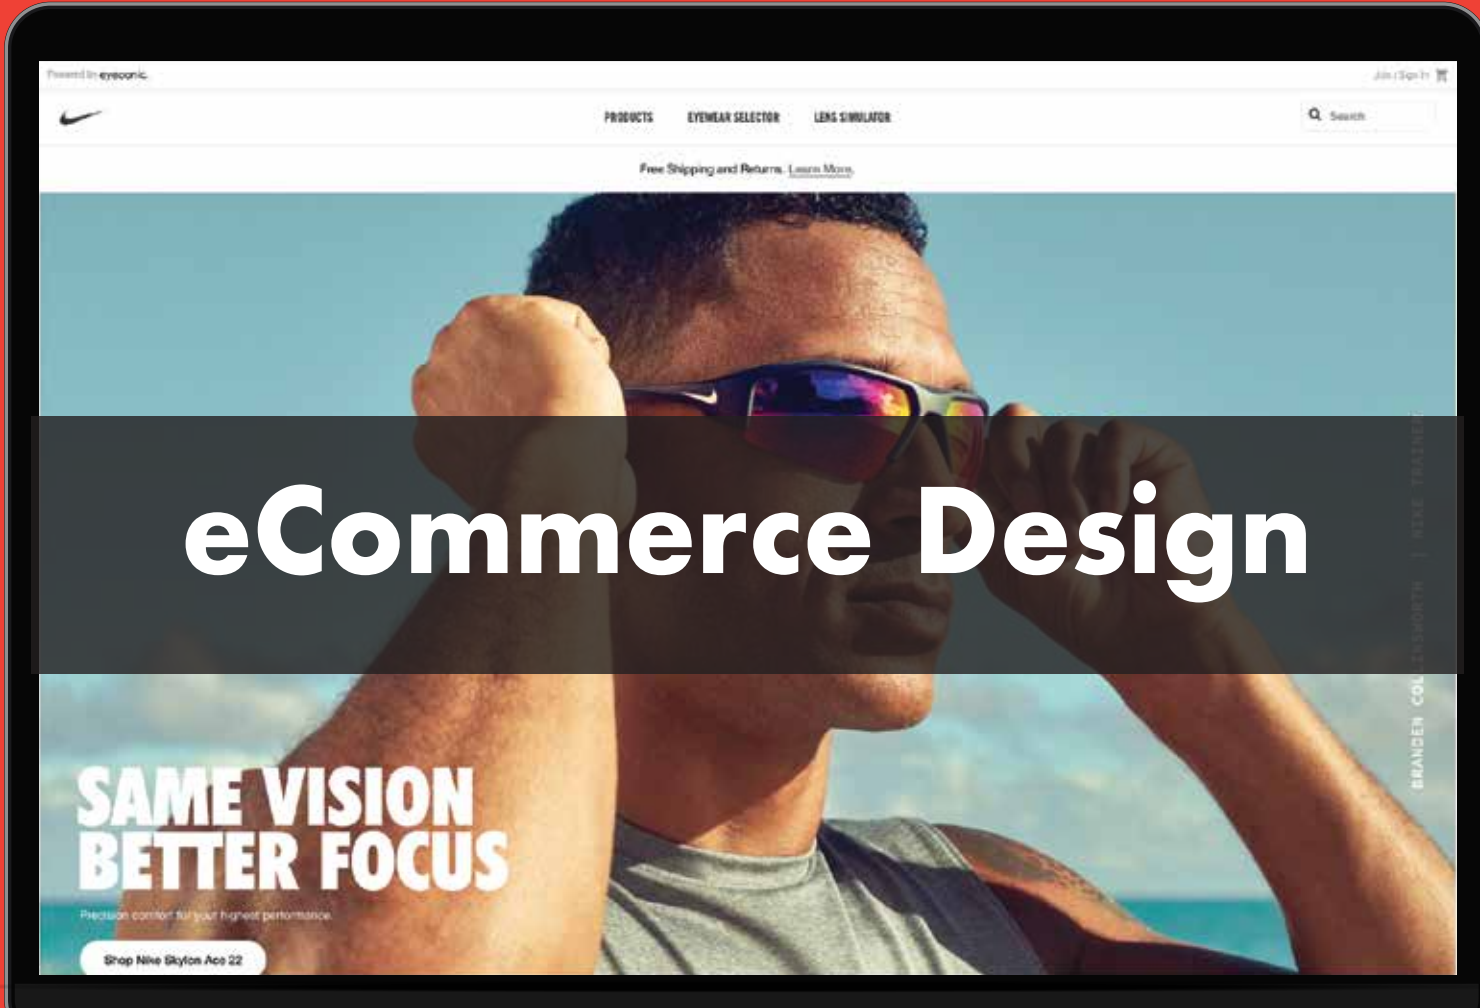 Powered by eyeconic.
Join / Sign In
PRODUCTS EYEWEAR SELECTOR LENS SIMULATOR
Search
Free Shipping and Returns. Learn More.
eCommerce Design
BRANDEN COLLINSWORTH | NIKE TRAINER
SAME VISION
BETTER FOCUS
Precision comfort for your highest performance.
Shop Nike Skylon Ace 22